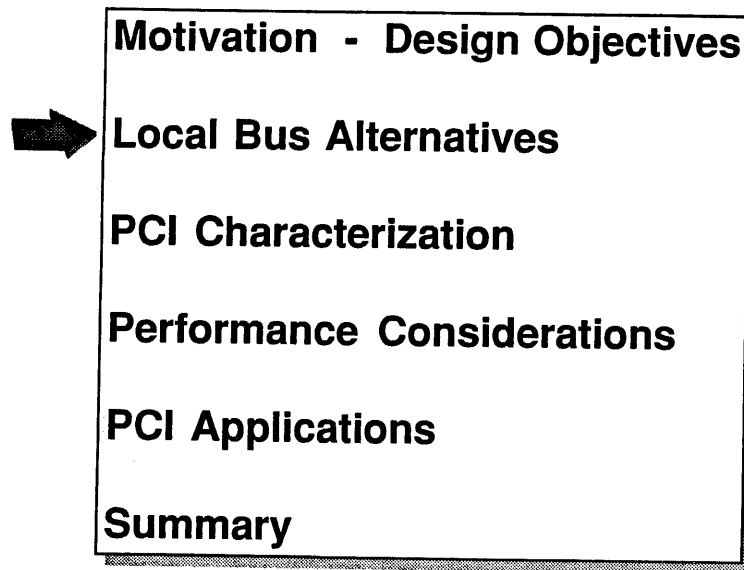 Motivation - Design Objectives
Local Bus Alternatives
PCI Characterization
Performance Considerations
PCI Applications
Summary